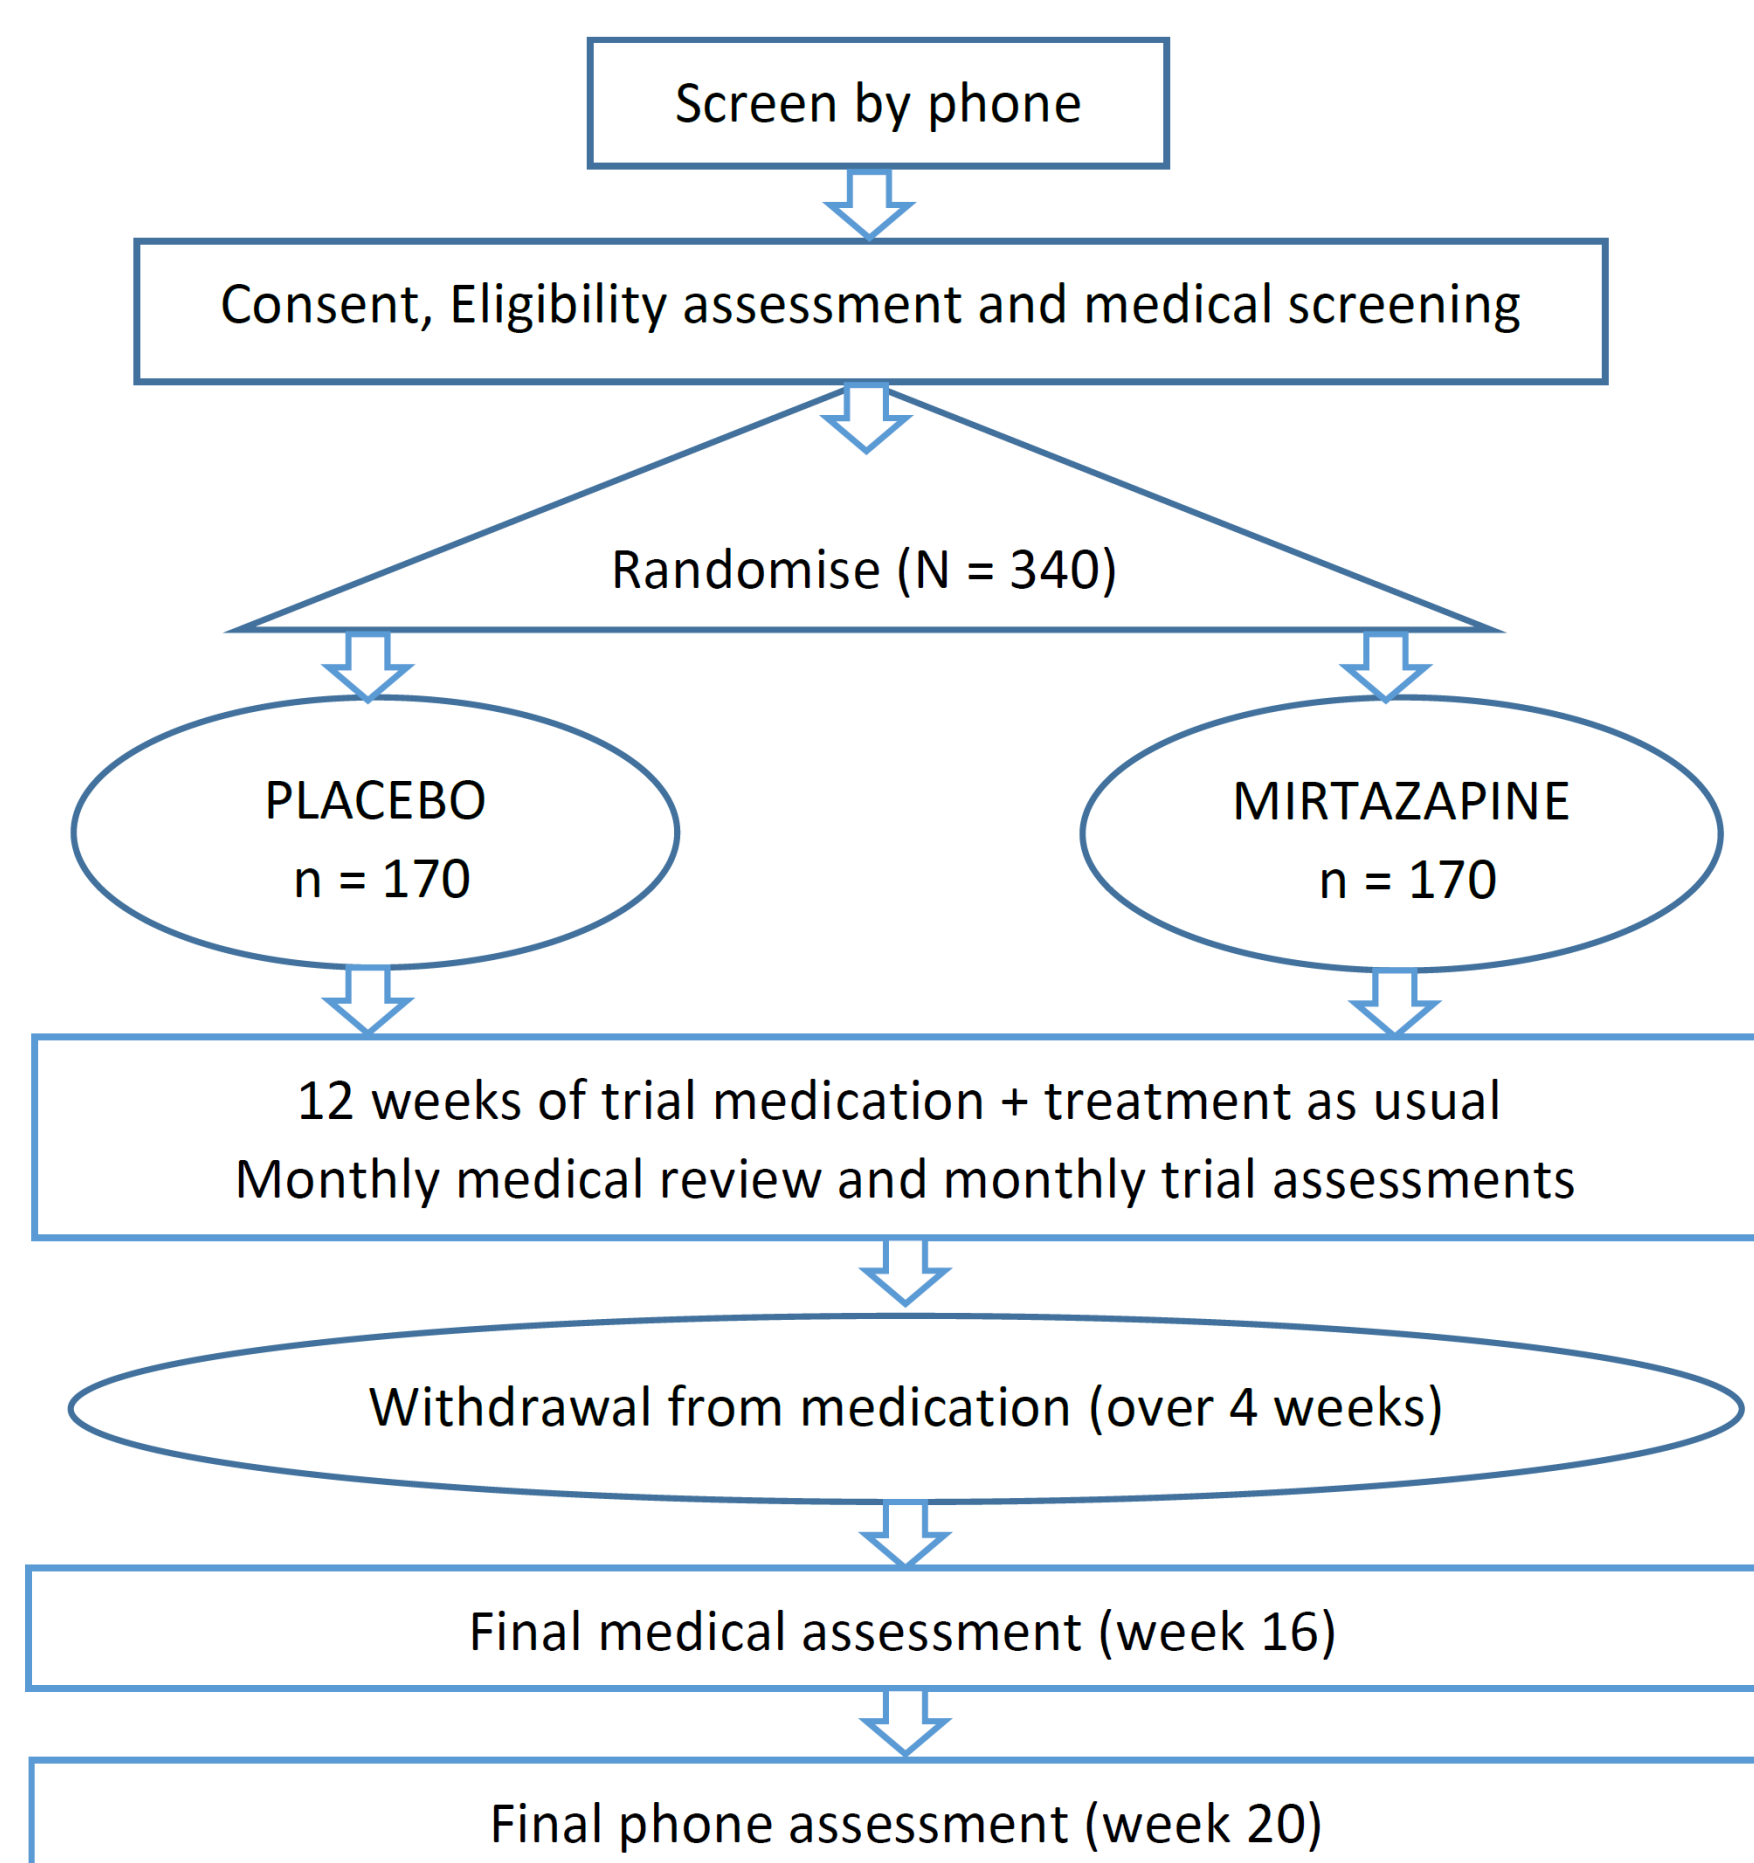 Screen by phone
Consent, Eligibility assessment and medical screening
Randomise (N = 340)
PLACEBO
n = 170
MIRTAZAPINE
n = 170
12 weeks of trial medication + treatment as usual
Monthly medical review and monthly trial assessments
Withdrawal from medication (over 4 weeks)
Final medical assessment (week 16)
Final phone assessment (week 20)